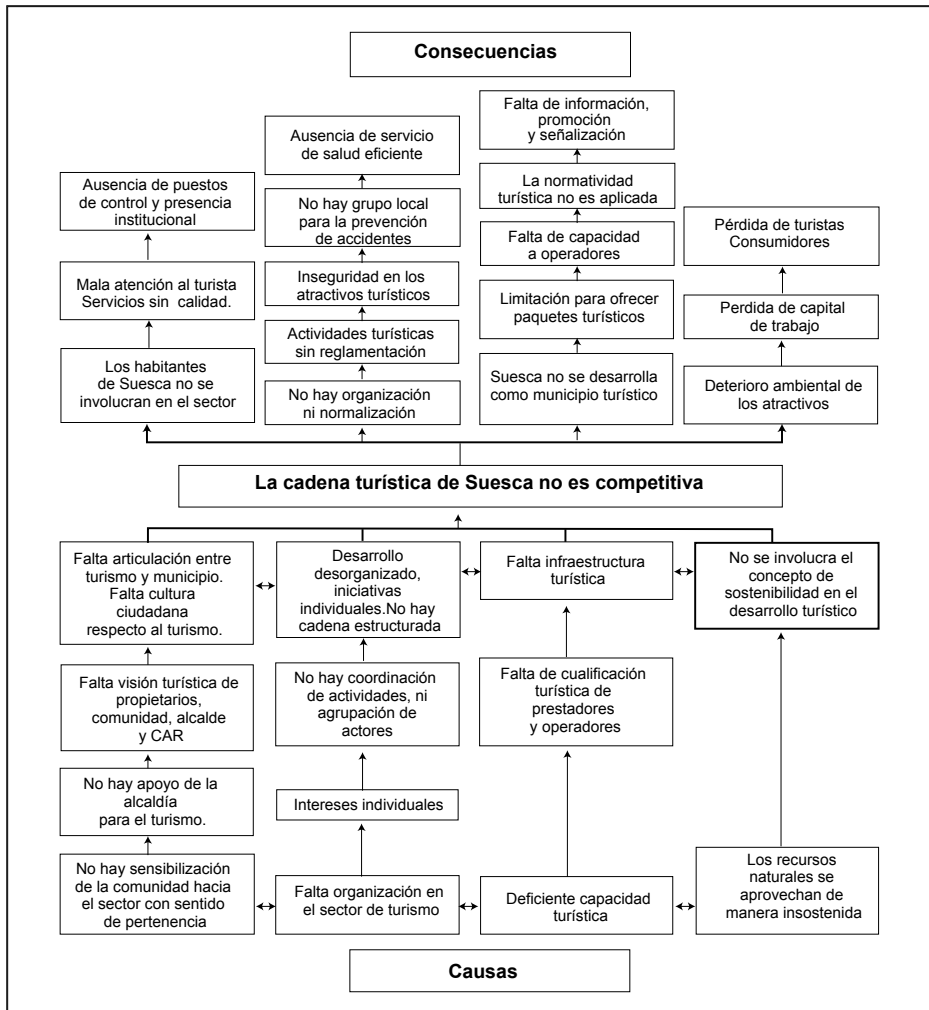 Consecuencias
Ausencia de puestos
de control y presencia
institucional
Mala atención al turista
Servicios sin calidad.
Los habitantes
de Suesca no se
involucran en el sector
Ausencia de servicio
de salud eficiente
No hay grupo local
para la prevención
de accidentes
Inseguridad en los
atractivos turísticos
Actividades turísticas
sin reglamentación
No hay organización
ni normalización
Falta de información,
promoción
y señalización
La normatividad
turística no es aplicada
Falta de capacidad
a operadores
Limitación para ofrecer
paquetes turísticos
Suesca no se desarrolla
como municipio turístico
Pérdida de turistas
Consumidores
Perdida de capital
de trabajo
Deterioro ambiental de
los atractivos
La cadena turística de Suesca no es competitiva
Falta articulación entre
turismo y municipio.
Falta cultura
ciudadana
respecto al turismo.
Falta visión turística de
propietarios,
comunidad, alcalde
y CAR
No hay apoyo de la
alcaldía
para el turismo.
No hay sensibilización
de la comunidad hacia
el sector con sentido
de pertenencia
Desarrollo
desorganizado,
iniciativas
individuales.No hay
cadena estructurada
No hay coordinación
de actividades, ni
agrupación de
actores
Intereses individuales
Falta organización en
el sector de turismo
Falta infraestructura
turística
Falta de cualificación
turística de
prestadores
y operadores
Deficiente capacidad
turística
No se involucra el
concepto de
sostenibilidad en el
desarrollo turístico
Los recursos
naturales se
aprovechan de
manera insostenida
Causas